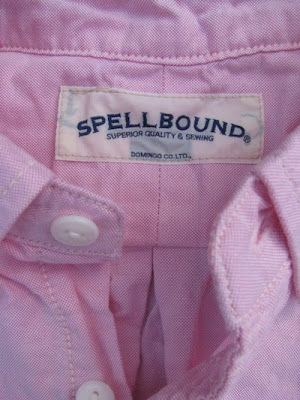 SPELLBOUND®
SUPERIOR QUALITY & SEWING
DOMINGO CO.,LTD.